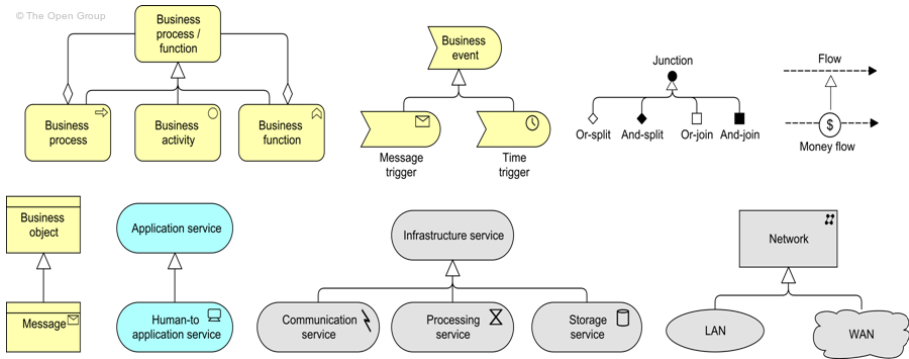 © The Open Group
Business
process /
function
Business
process
Business
activity
Business
function
Business
event
Message
trigger
Time
trigger
Junction
Or-split
And-split
Or-join
And-join
Flow
$
Money flow
Business
object
Message
Application service
Human-to
application service
Infrastructure service
Communication
service
Processing
service
Storage
service
Network
LAN
WAN